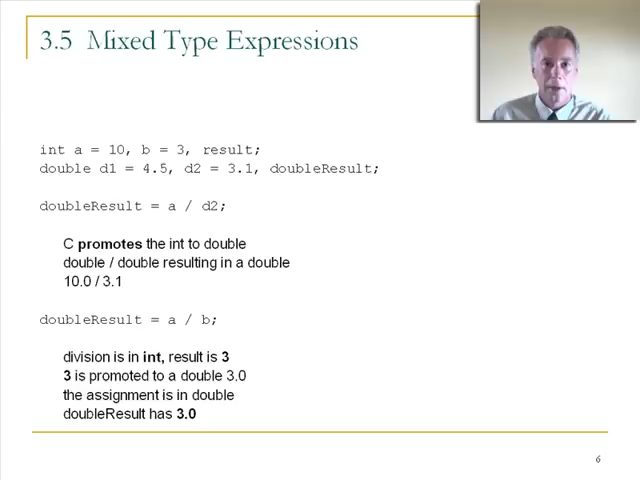 3.5 Mixed Type Expressions
int a = 10, b = 3, result;
double d1 = 4.5, d2 = 3.1, doubleResult;
doubleResult = a / d2;
C promotes the int to double
double / double resulting in a double
10.0 / 3.1
doubleResult = a / b;
division is in int, result is 3
3 is promoted to a double 3.0
the assignment is in double
doubleResult has 3.0
6